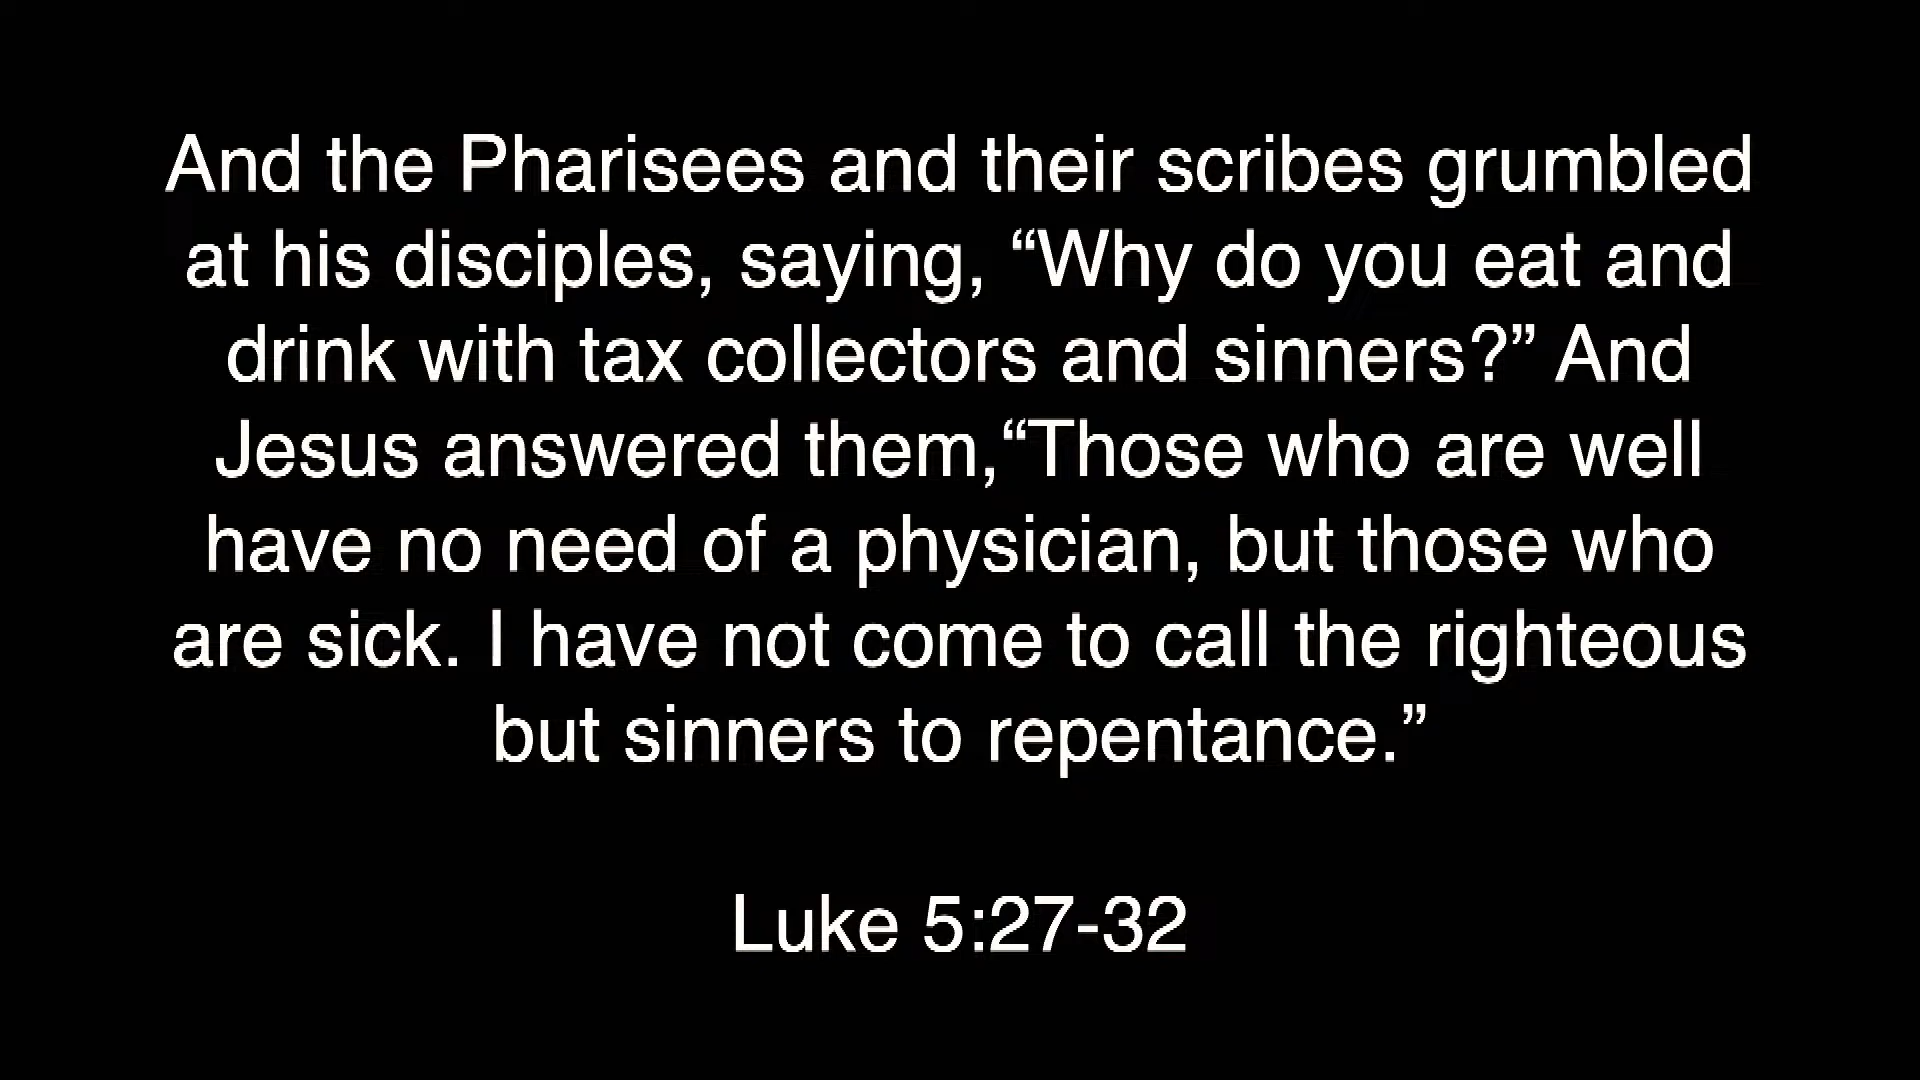 And the Pharisees and their scribes grumbled
at his disciples, saying, “Why do you eat and
drink with tax collectors and sinners?” And
Jesus answered them,“Those who are well
have no need of a physician, but those who
are sick. I have not come to call the righteous
but sinners to repentance.”
Luke 5:27-32